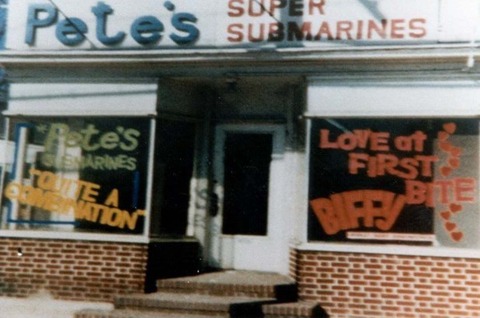 Pete's
SUPER
SUBMARINES
Pete's
SUBMARINES
"QUITE A
COMBINATION"
LOVE at
FIRST
BITE
BIFFY